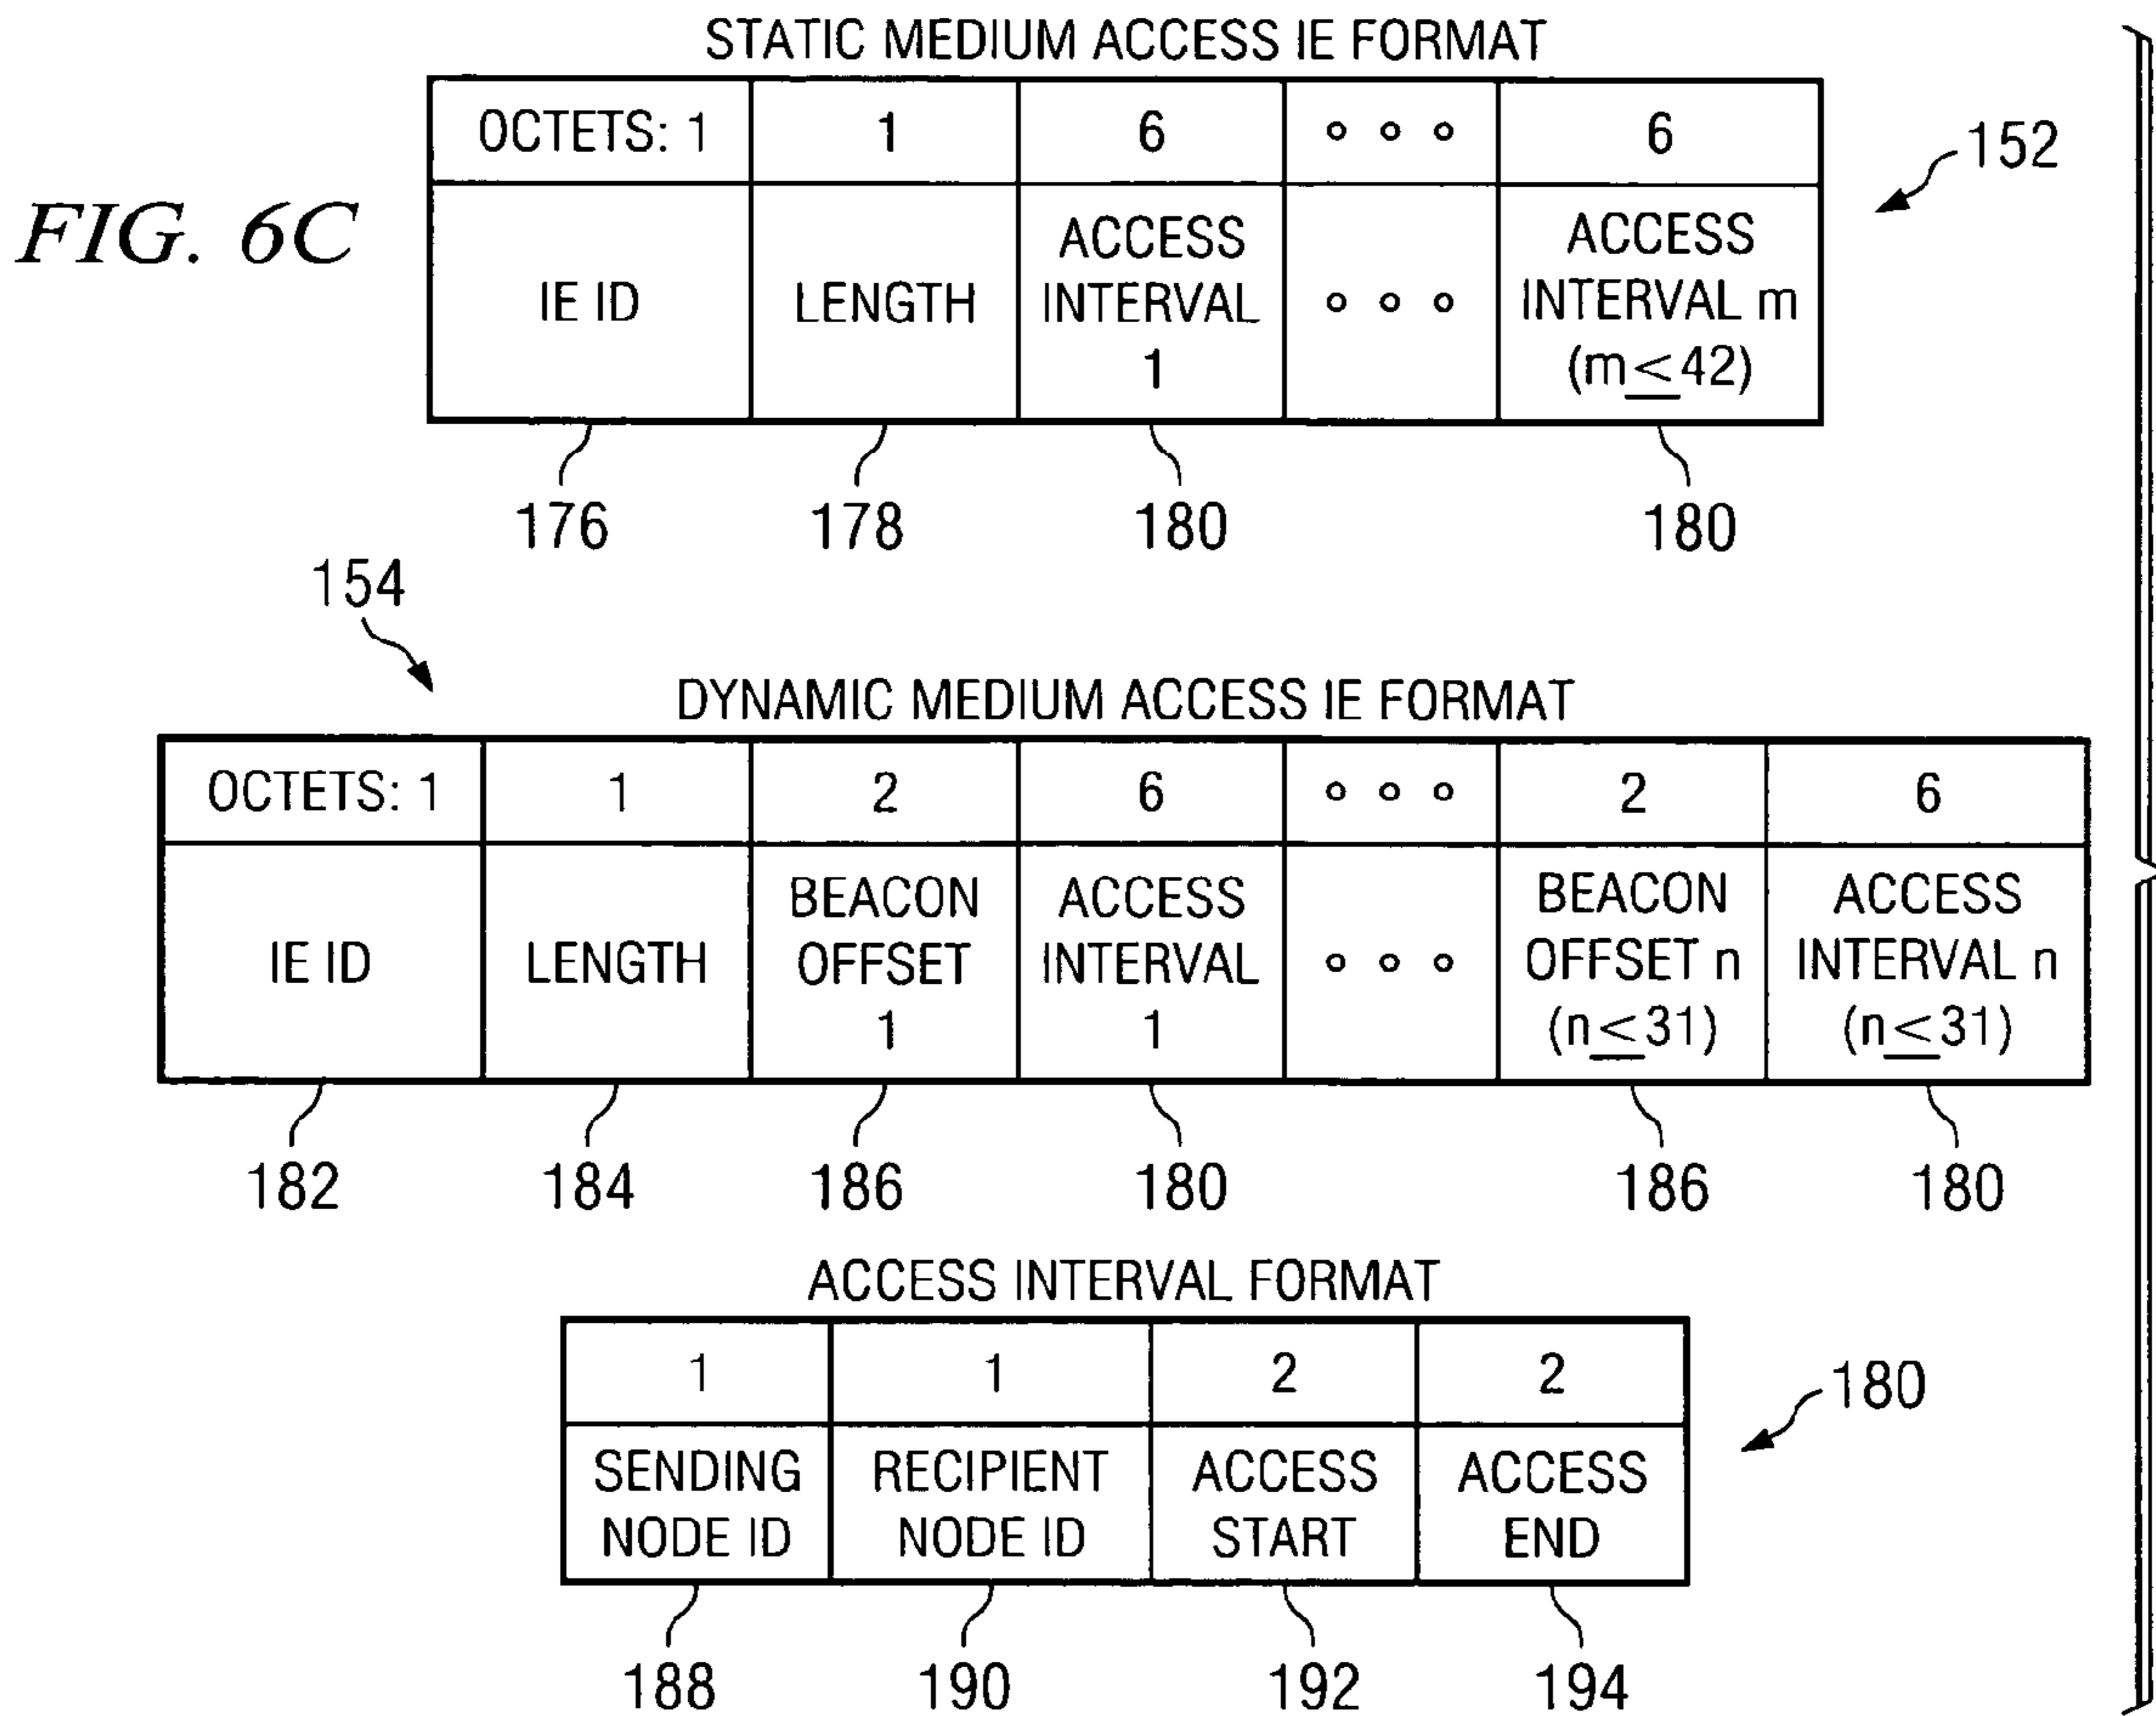 STATIC MEDIUM ACCESS IE FORMAT
OCTETS: 1 1 6 ∘ ∘ ∘ 6
152
FIG. 6C
IE ID LENGTH ACCESS INTERVAL 1 ∘ ∘ ∘ ACCESS INTERVAL m (m≤42)
176 178 180 180
154
DYNAMIC MEDIUM ACCESS IE FORMAT
OCTETS: 1 1 2 6 ∘ ∘ ∘ 2 6
IE ID LENGTH BEACON OFFSET 1 ACCESS INTERVAL 1 ∘ ∘ ∘ BEACON OFFSET n (n≤31) ACCESS INTERVAL n (n≤31)
182 184 186 180 186 180
ACCESS INTERVAL FORMAT
1 1 2 2
180
SENDING NODE ID RECIPIENT NODE ID ACCESS START ACCESS END
188 190 192 194